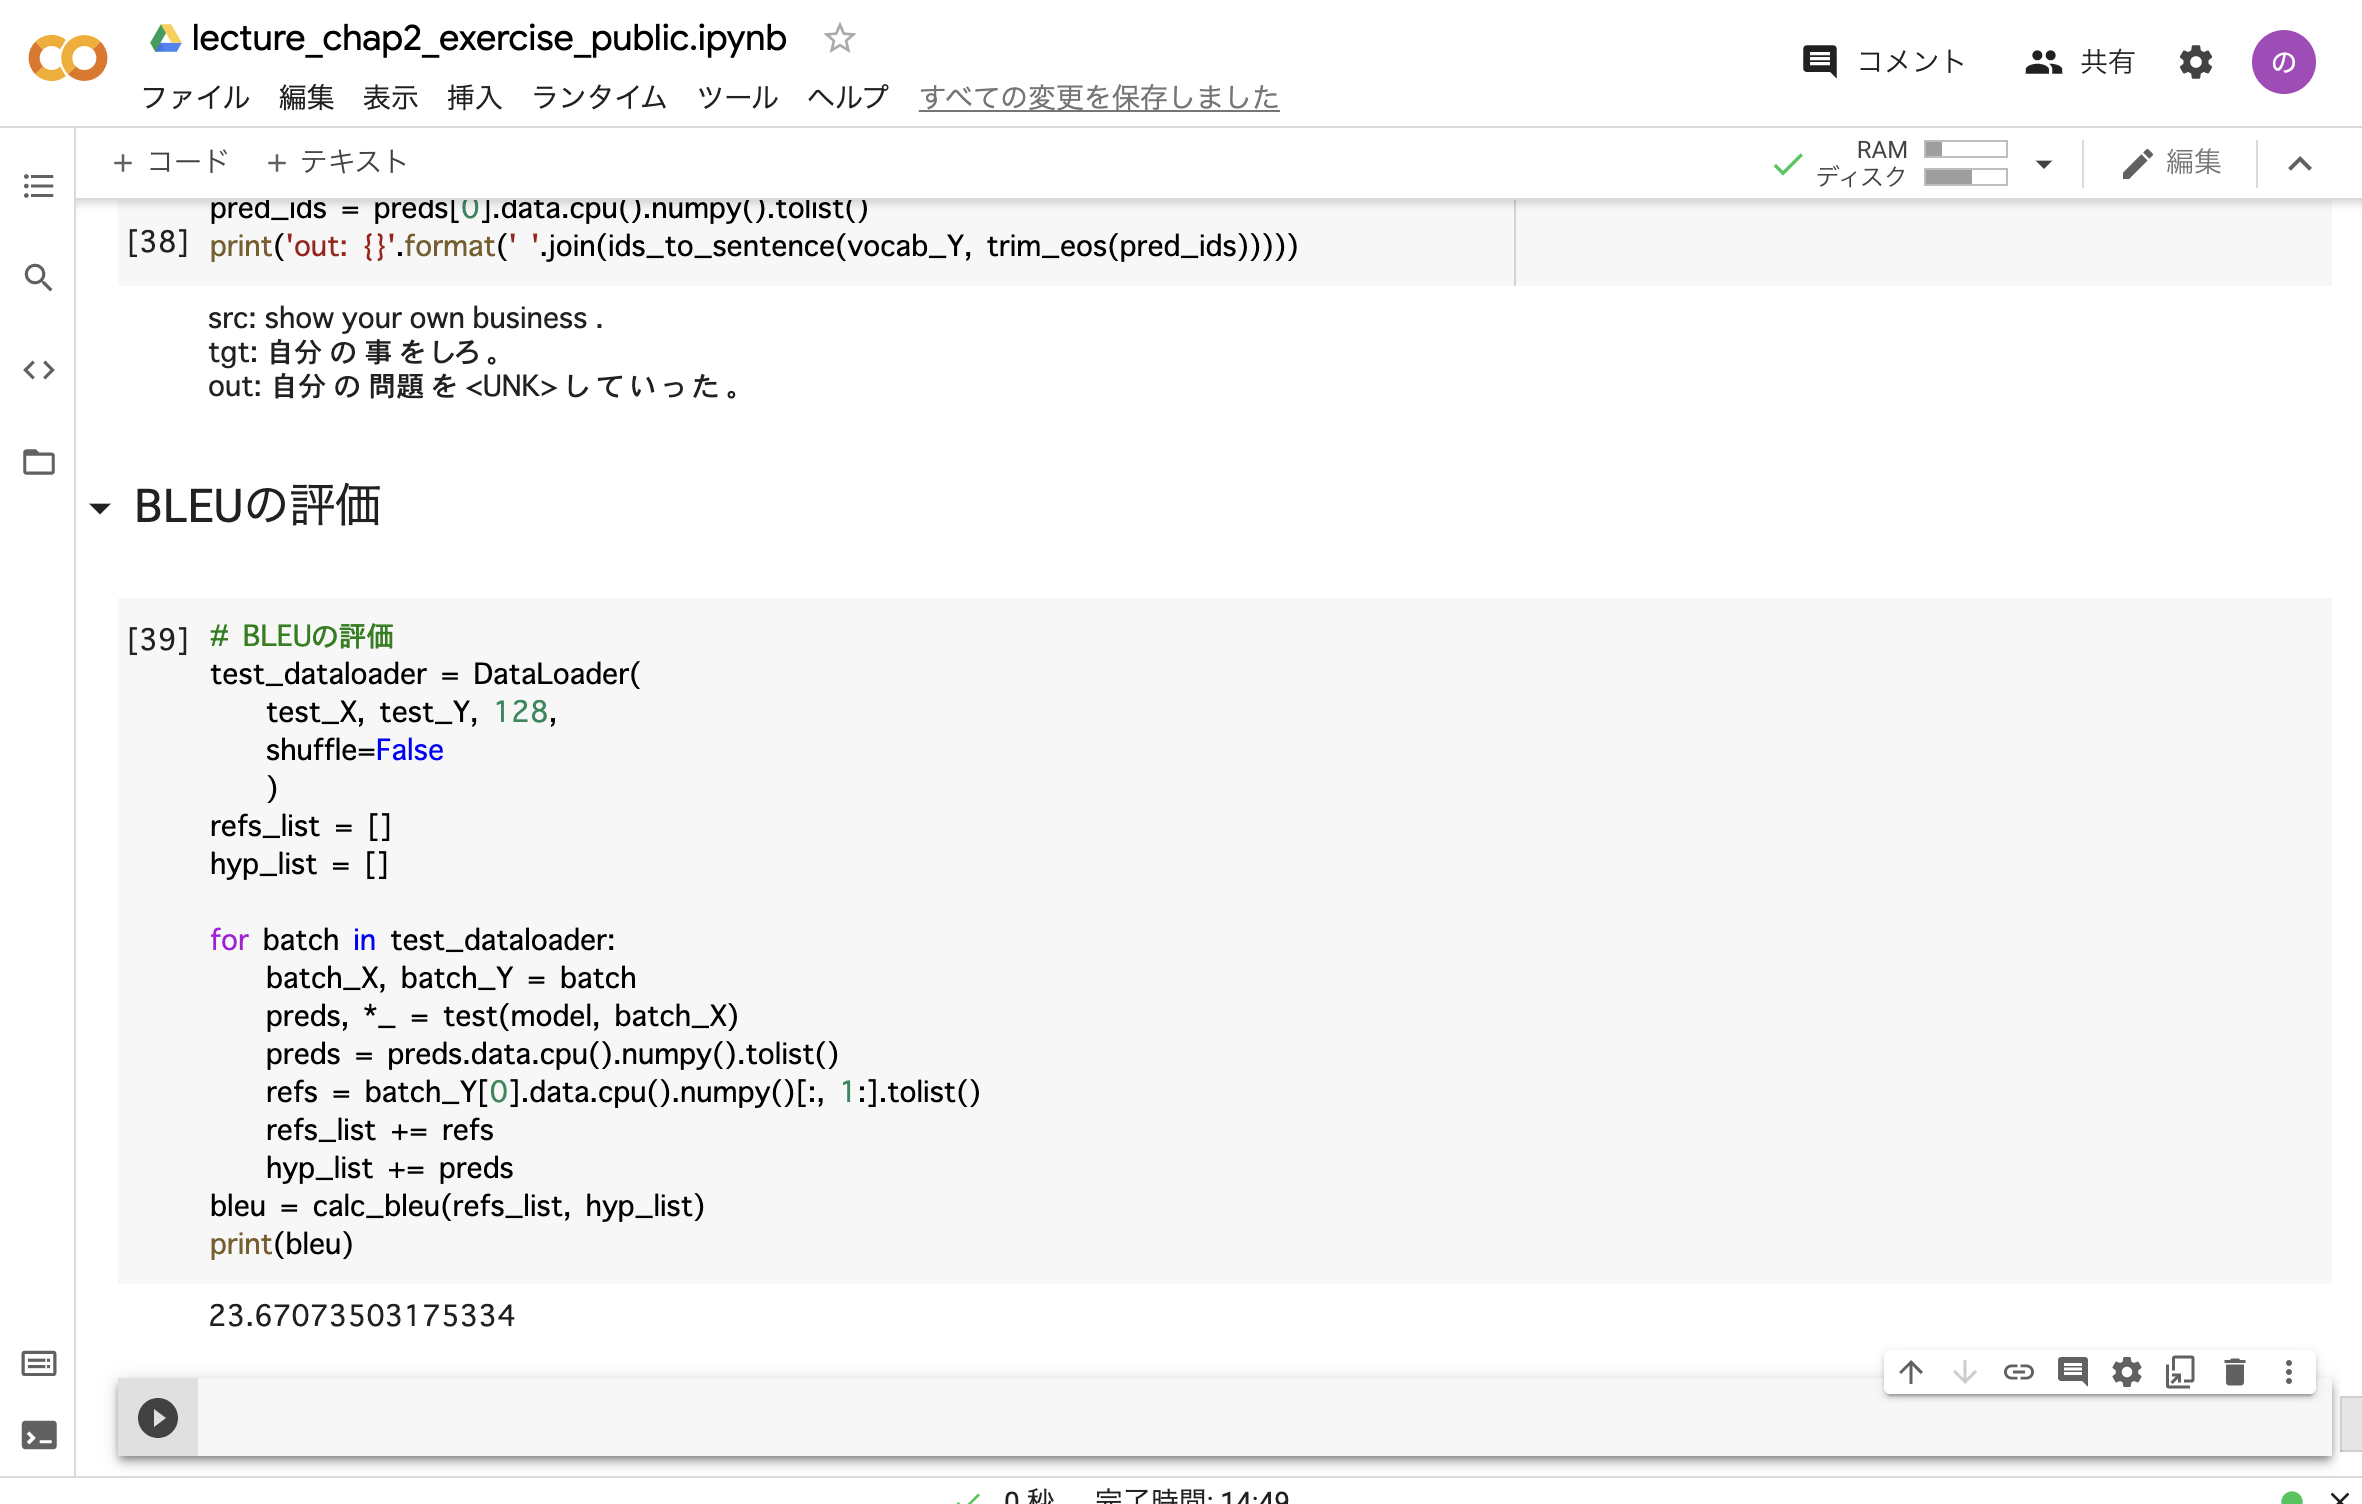 lecture_chap2_exercise_public.ipynb
コメント 共有 の
ファイル 編集 表示 挿入 ランタイム ツール ヘルプ すべての変更を保存しました
+ コード + テキスト
RAM
ディスク
編集
pred_ids = preds[0].data.cpu().numpy().tolist()
[38] print('out: {}'.format(' '.join(ids_to_sentence(vocab_Y, trim_eos(pred_ids)))))
src: show your own business .
tgt: 自分 の 事 を しろ 。
out: 自分 の 問題 を <UNK> し て い っ た 。
BLEUの評価
[39] # BLEUの評価
test_dataloader = DataLoader(
test_X, test_Y, 128,
shuffle=False
)
refs_list = []
hyp_list = []
for batch in test_dataloader:
batch_X, batch_Y = batch
preds, *_ = test(model, batch_X)
preds = preds.data.cpu().numpy().tolist()
refs = batch_Y[0].data.cpu().numpy()[:, 1:].tolist()
refs_list += refs
hyp_list += preds
bleu = calc_bleu(refs_list, hyp_list)
print(bleu)
23.67073503175334
0 秒 完了時間: 14:49